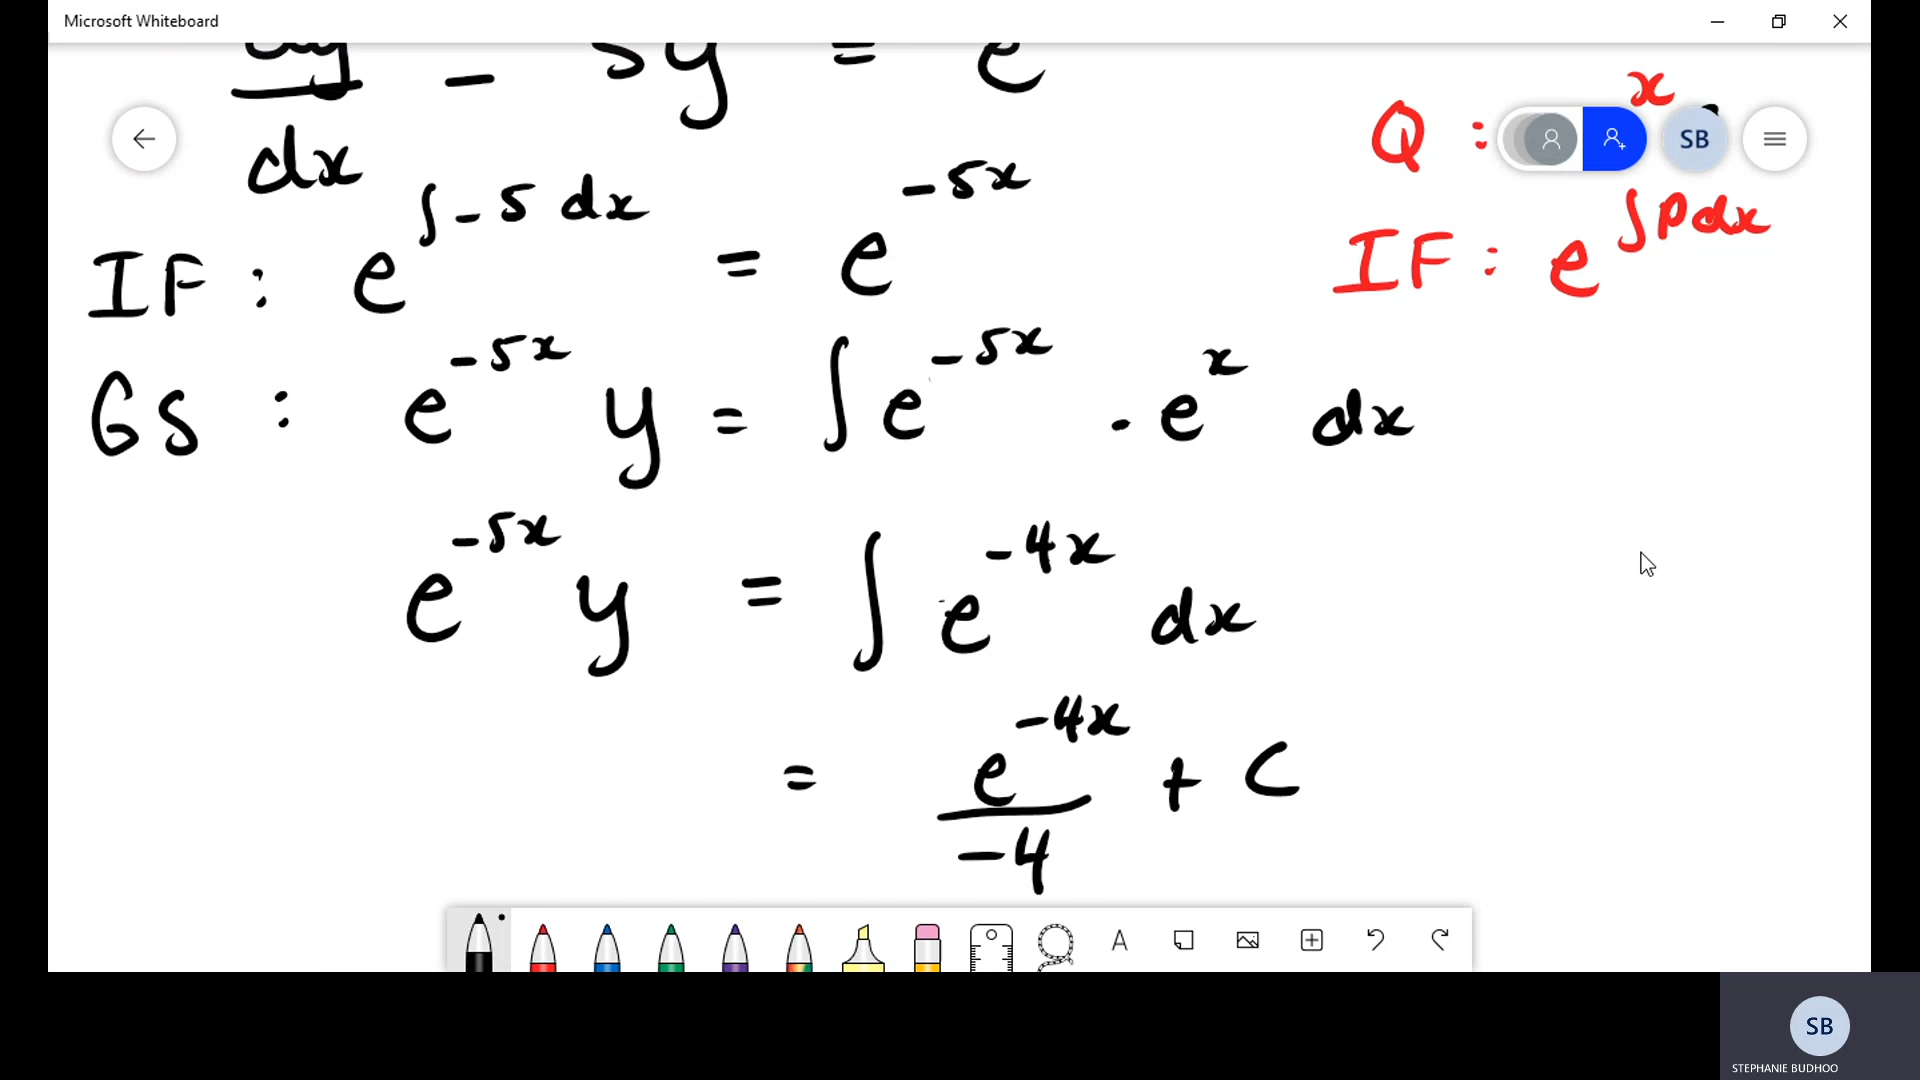 Microsoft Whiteboard
dy/dx - 5y = e
Q : x
SB
IF : e^{∫Pdx}
IF : e^{∫-5 dx} = e^{-5x}
GS : e^{-5x} y = ∫ e^{-5x} . e^x dx
e^{-5x} y = ∫ e^{-4x} dx
= e^{-4x}/-4 + C
A
SB
STEPHANIE BUDHOO